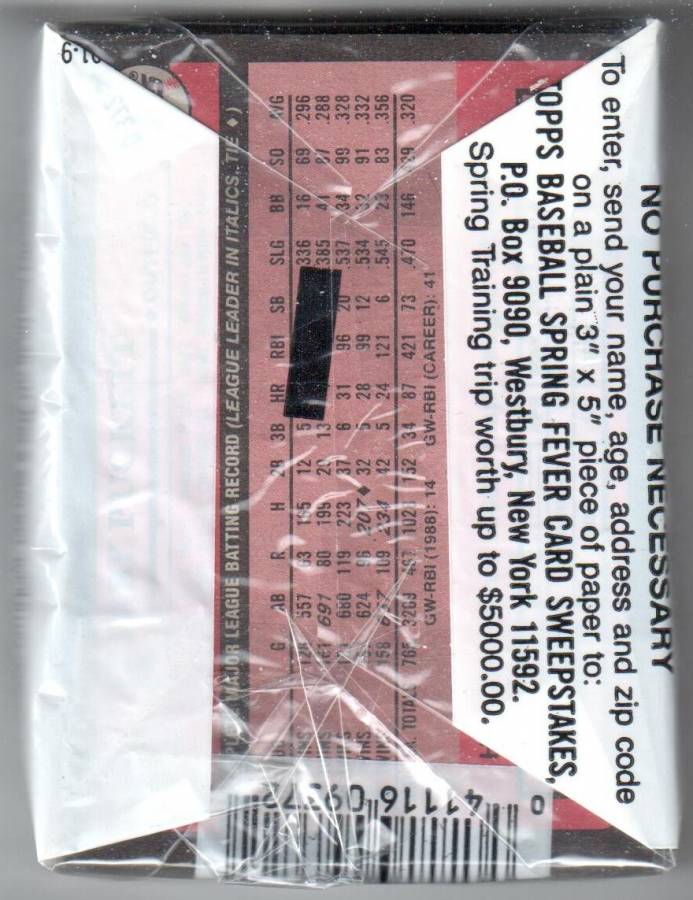 NO PURCHASE NECESSARY
To enter, send your name, age, address and zip code
on a plain 3" x 5" piece of paper to:
TOPPS BASEBALL SPRING FEVER CARD SWEEPSTAKES,
P.O. Box 9090, Westbury, New York 11592.
Spring Training trip worth up to $5000.00.
MAJOR LEAGUE BATTING RECORD (LEAGUE LEADER IN ITALICS, TIE ♦)
G AB R H 2B 3B HR RBI SB SLG BB SO AVG
557 63 165 12 5 .336 16 69 .296
691 80 199 13 .385 41 87 .288
680 119 223 37 6 31 96 20 .537 34 99 .328
624 96 207♦ 32 5 28 99 12 .534 32 91 .332
158 657 109 234 42 5 24 121 6 .545 23 83 .356
TOTALS 3209 467 34 87 421 73 .470 146 .320
GW-RBI (1988): 14 GW-RBI (CAREER): 41
0 41116